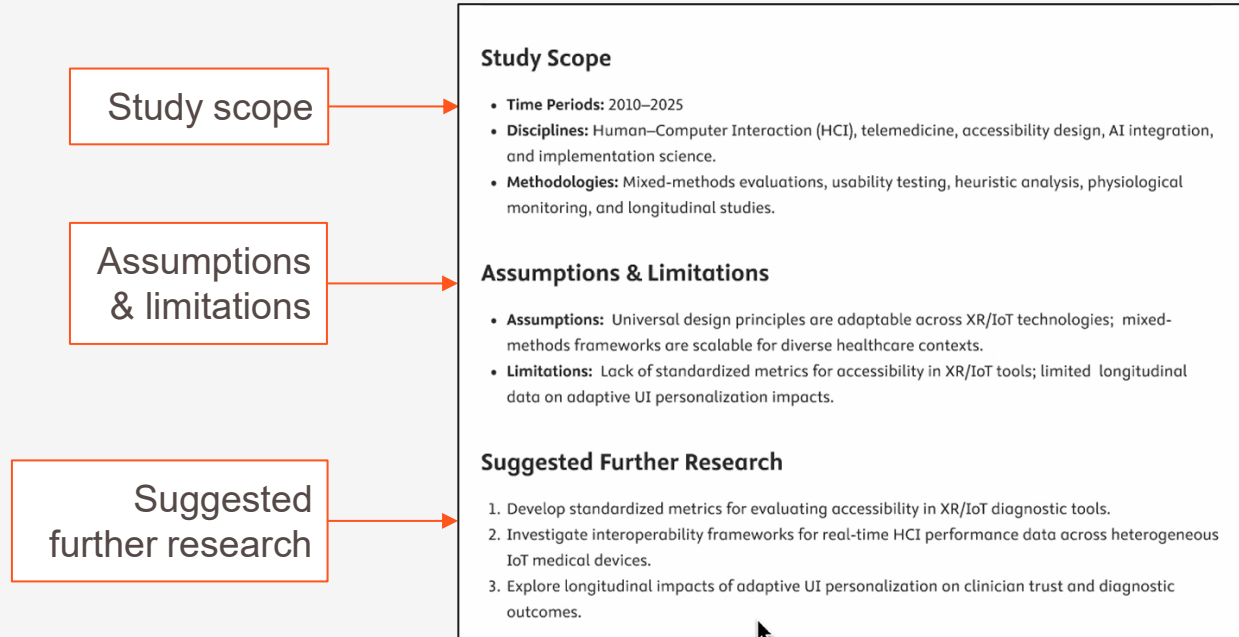 Study scope
Assumptions
& limitations
Suggested
further research
Study Scope
• Time Periods: 2010–2025
• Disciplines: Human–Computer Interaction (HCI), telemedicine, accessibility design, AI integration,
and implementation science.
• Methodologies: Mixed-methods evaluations, usability testing, heuristic analysis, physiological
monitoring, and longitudinal studies.
Assumptions & Limitations
• Assumptions: Universal design principles are adaptable across XR/IoT technologies; mixed-
methods frameworks are scalable for diverse healthcare contexts.
• Limitations: Lack of standardized metrics for accessibility in XR/IoT tools; limited longitudinal
data on adaptive UI personalization impacts.
Suggested Further Research
1. Develop standardized metrics for evaluating accessibility in XR/IoT diagnostic tools.
2. Investigate interoperability frameworks for real-time HCI performance data across heterogeneous
IoT medical devices.
3. Explore longitudinal impacts of adaptive UI personalization on clinician trust and diagnostic
outcomes.